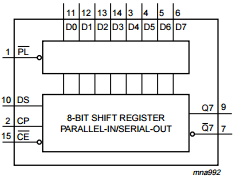 11 12 13 14 3 4 5 6
D0 D1 D2 D3 D4 D5 D6 D7
1 PL
10 DS
2 CP
15 CE
8-BIT SHIFT REGISTER
PARALLEL-IN/SERIAL-OUT
Q7 9
Q7 7
mna992